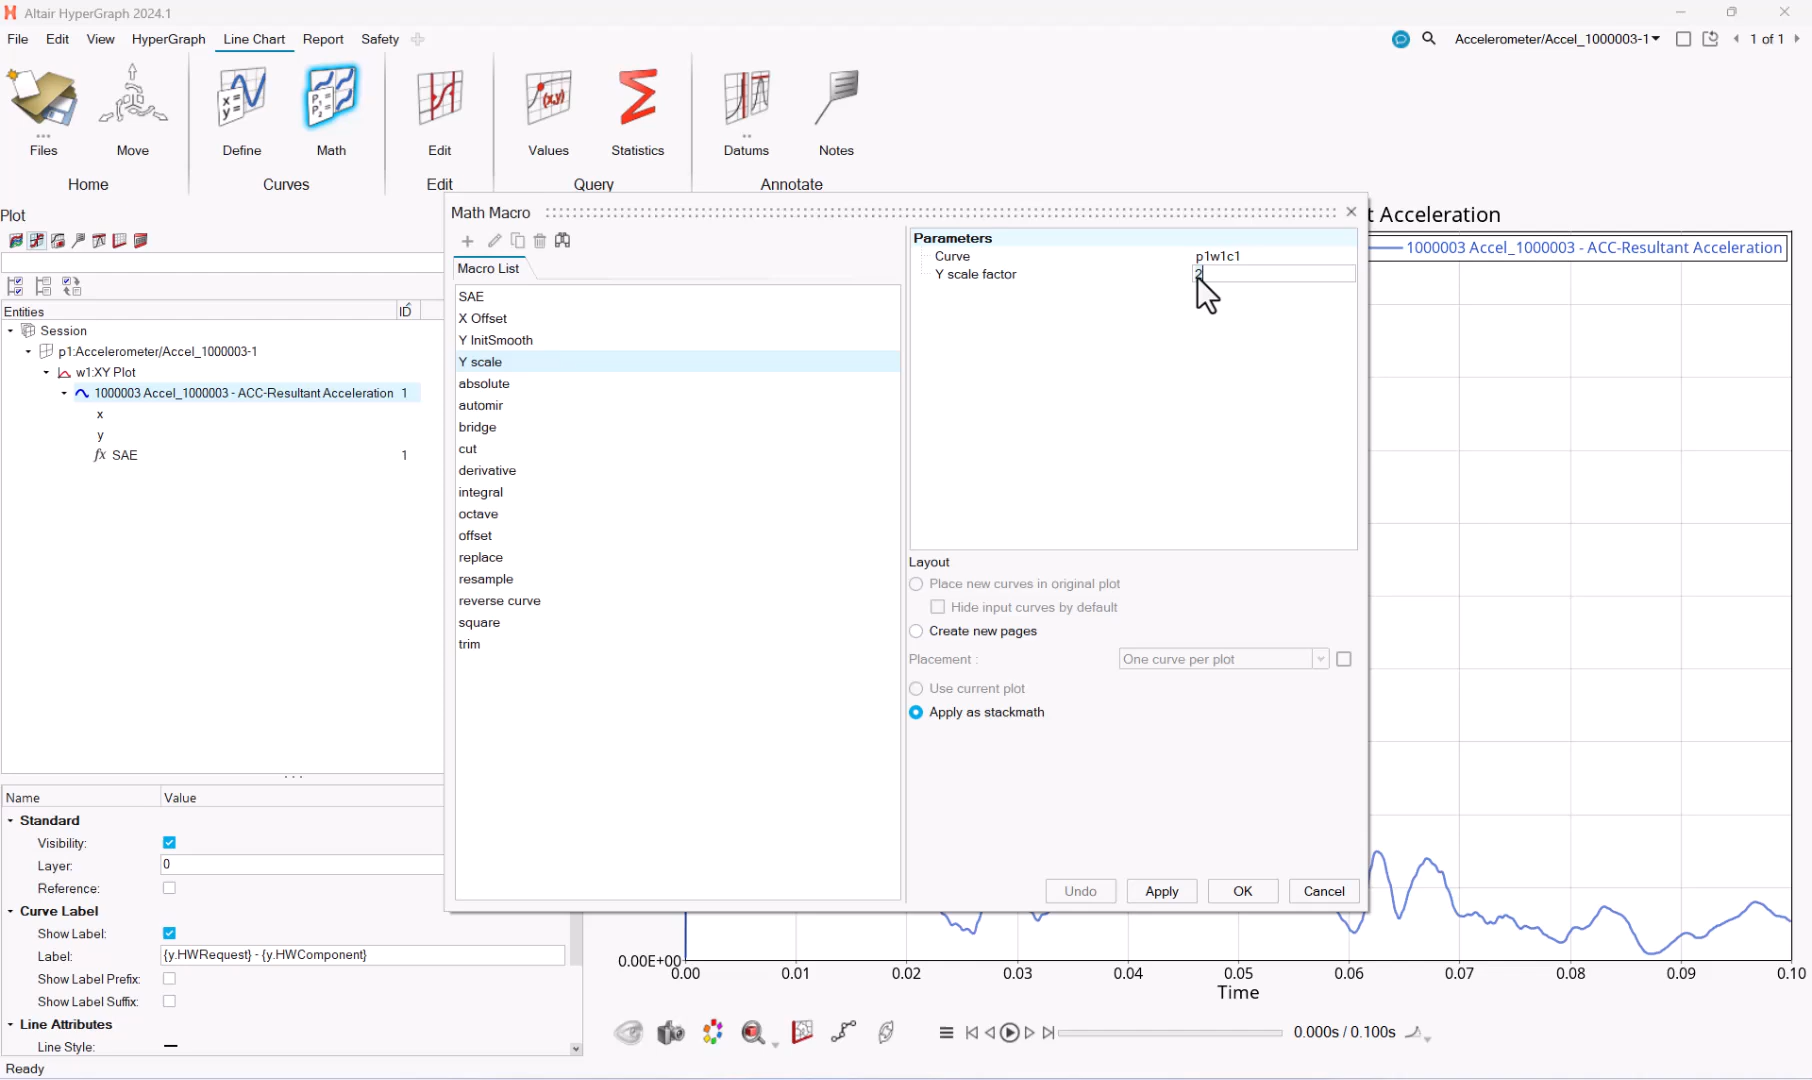 Altair HyperGraph 2024.1
File Edit View HyperGraph Line Chart Report Safety
Accelerometer/Accel_1000003-1 1 of 1
Files Move Define Math Edit Values Statistics Datums Notes
Home Curves Edit Query Annotate
Plot
Entities ID
Session
p1:Accelerometer/Accel_1000003-1
w1:XY Plot
1000003 Accel_1000003 - ACC-Resultant Acceleration 1
x
y
fx SAE 1
Name Value
Standard
Visibility:
Layer: 0
Reference:
Curve Label
Show Label:
Label: {y.HWRequest} - {y.HWComponent}
Show Label Prefix:
Show Label Suffix:
Line Attributes
Line Style:
Ready
Math Macro
Macro List
SAE
X Offset
Y InitSmooth
Y scale
absolute
automir
bridge
cut
derivative
integral
octave
offset
replace
resample
reverse curve
square
trim
Parameters
Curve p1w1c1
Y scale factor 2
Layout
Place new curves in original plot
Hide input curves by default
Create new pages
Placement : One curve per plot
Use current plot
Apply as stackmath
Undo Apply OK Cancel
t Acceleration
1000003 Accel_1000003 - ACC-Resultant Acceleration
0.00E+00
0.00 0.01 0.02 0.03 0.04 0.05 0.06 0.07 0.08 0.09 0.10
Time
0.000s / 0.100s